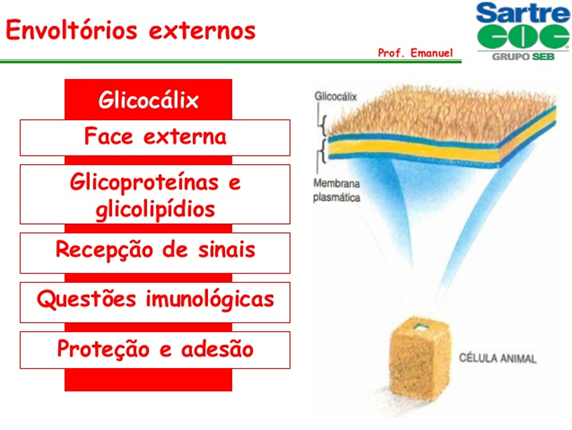 Envoltórios externos
Prof. Emanuel
Sartre
COC
GRUPO SEB
Glicocálix
Face externa
Glicoproteínas e
glicolipídios
Recepção de sinais
Questões imunológicas
Proteção e adesão
Glicocálix
Membrana
plasmática
CÉLULA ANIMAL